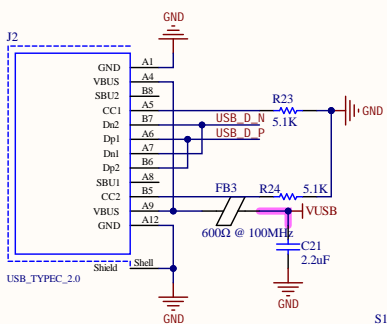 GND
J2
GND A1
VBUS A4
SBU2 B8
CC1 A5
Dn2 B7
Dp1 A6
Dn1 A7
Dp2 B6
SBU1 A8
CC2 B5
VBUS A9
GND A12
Shield Shell
USB_TYPEC_2.0
R23
5.1K
GND
USB_D_N
USB_D_P
FB3
600Ω @ 100MHz
R24 5.1K
VUSB
C21
2.2uF
GND
GND
S1